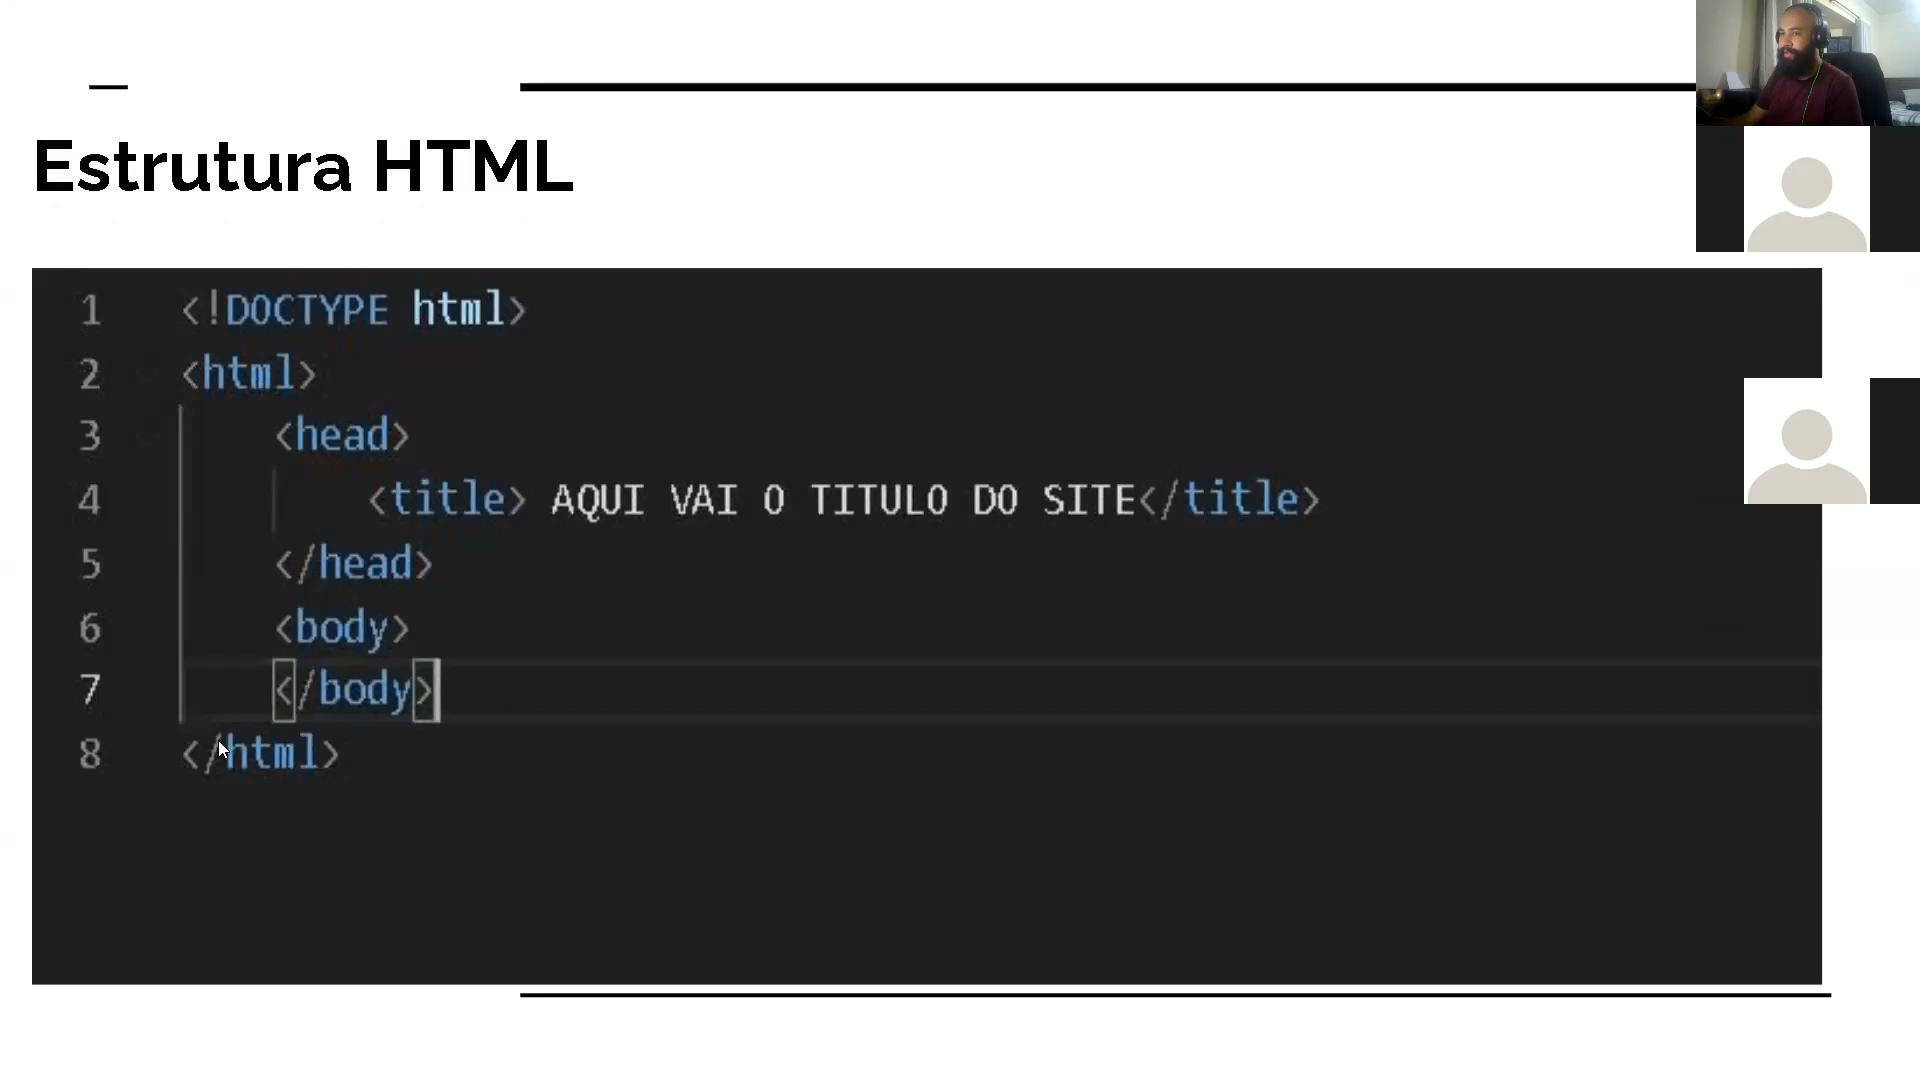 Estrutura HTML
1 <!DOCTYPE html>
2 <html>
3 <head>
4 <title> AQUI VAI O TITULO DO SITE</title>
5 </head>
6 <body>
7 </body>
8 </html>